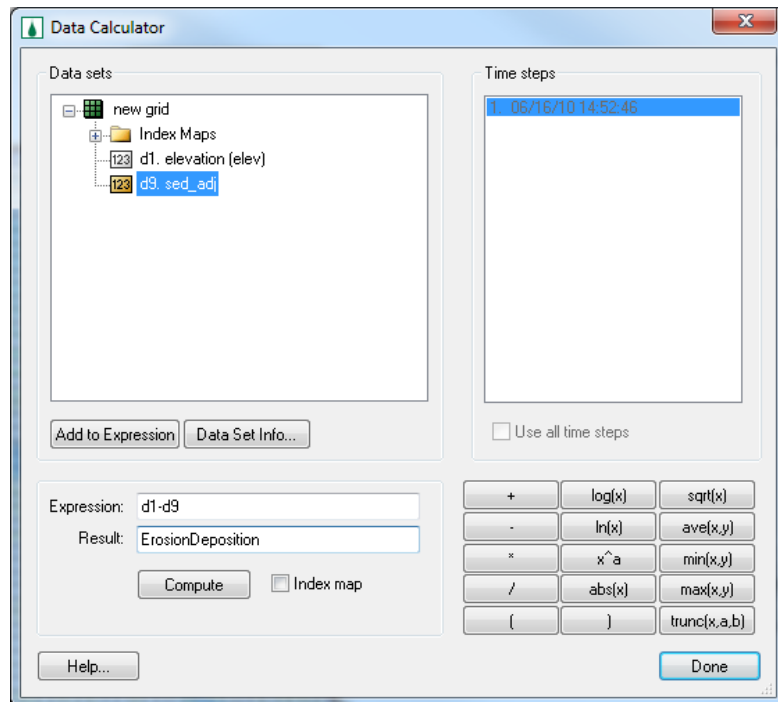 Data Calculator
Data sets
new grid
Index Maps
123 d1. elevation (elev)
123 d9. sed_adj
Add to Expression
Data Set Info...
Time steps
1. 06/16/10 14:52:46
Use all time steps
Expression: d1-d9
Result: ErosionDeposition
Compute
Index map
+ log(x) sqrt(x)
- ln(x) ave(x,y)
* x^a min(x,y)
/ abs(x) max(x,y)
( ) trunc(x,a,b)
Help...
Done